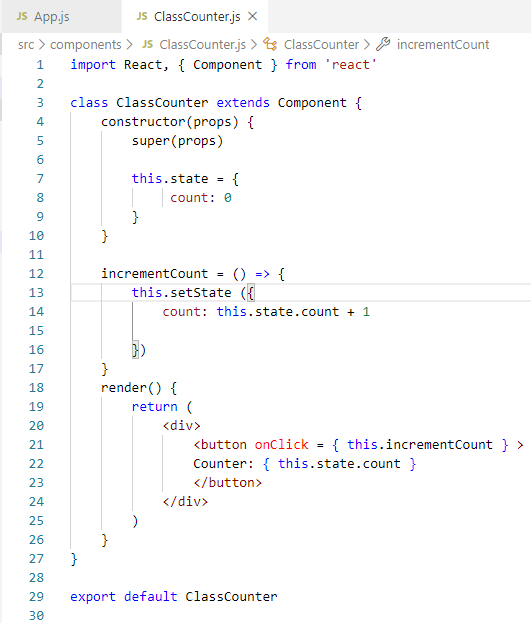 JS App.js JS ClassCounter.js ×
src > components > JS ClassCounter.js > ClassCounter > incrementCount
1 import React, { Component } from 'react'
2
3 class ClassCounter extends Component {
4     constructor(props) {
5         super(props)
6
7         this.state = {
8              count: 0
9         }
10     }
11
12     incrementCount = () => {
13         this.setState ({
14             count: this.state.count + 1
15
16         })
17     }
18     render() {
19         return (
20             <div>
21                 <button onClick = { this.incrementCount } >
22                 Counter: { this.state.count }
23                 </button>
24             </div>
25         )
26     }
27 }
28
29 export default ClassCounter
30